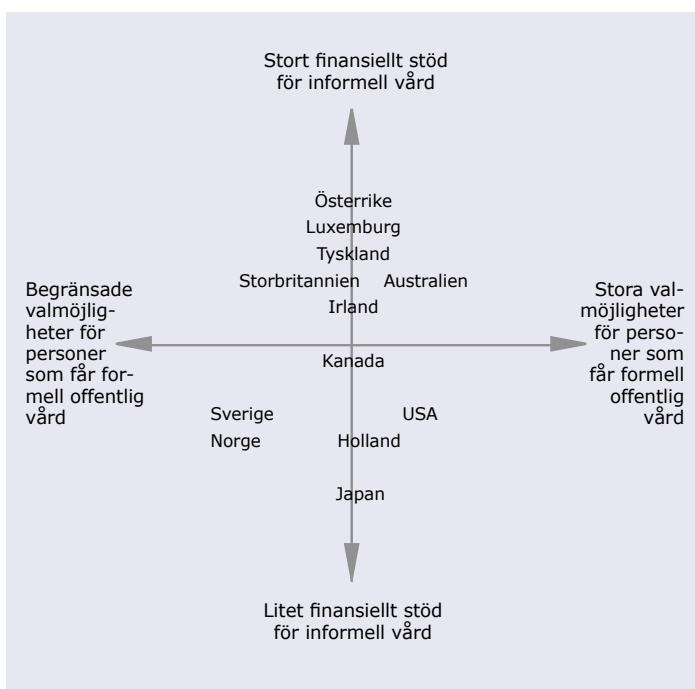 Stort finansiellt stöd
för informell vård
Österrike
Luxemburg
Tyskland
Storbritannien Australien
Irland
Begränsade
valmöjlig-
heter för
personer
som får for-
mell offentlig
vård
Stora val-
möjligheter
för perso-
ner som
får formell
offentlig
vård
Kanada
Sverige USA
Norge Holland
Japan
Litet finansiellt stöd
för informell vård